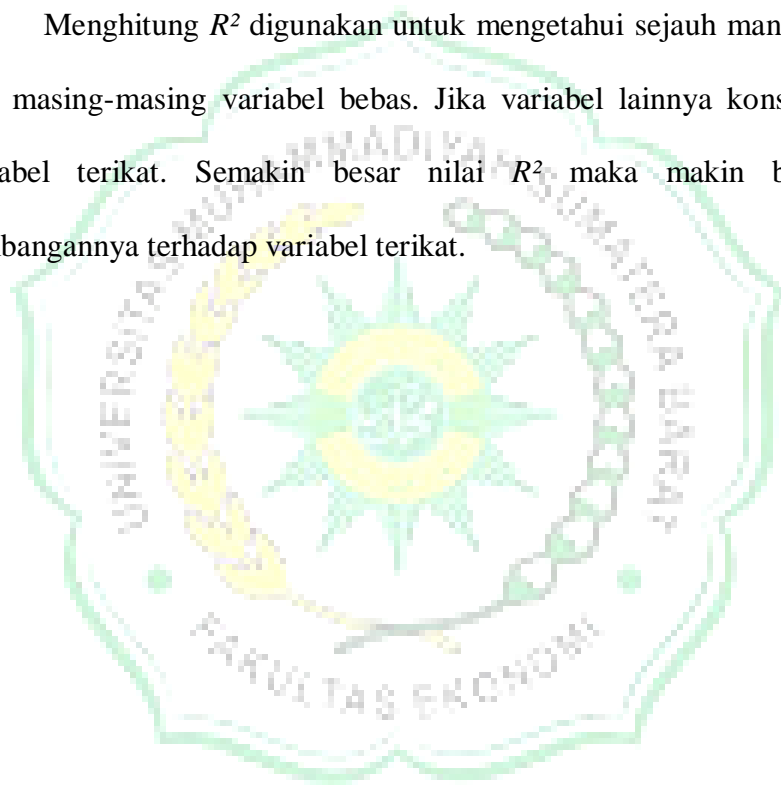 Menghitung R² digunakan untuk mengetahui sejauh man
masing-masing variabel bebas. Jika variabel lainnya kons
abel terikat. Semakin besar nilai R² maka makin b
bangannya terhadap variabel terikat.
UNIVERSITAS MUHAMMADIYAH SUMATERA BARAT
FAKULTAS EKONOMI